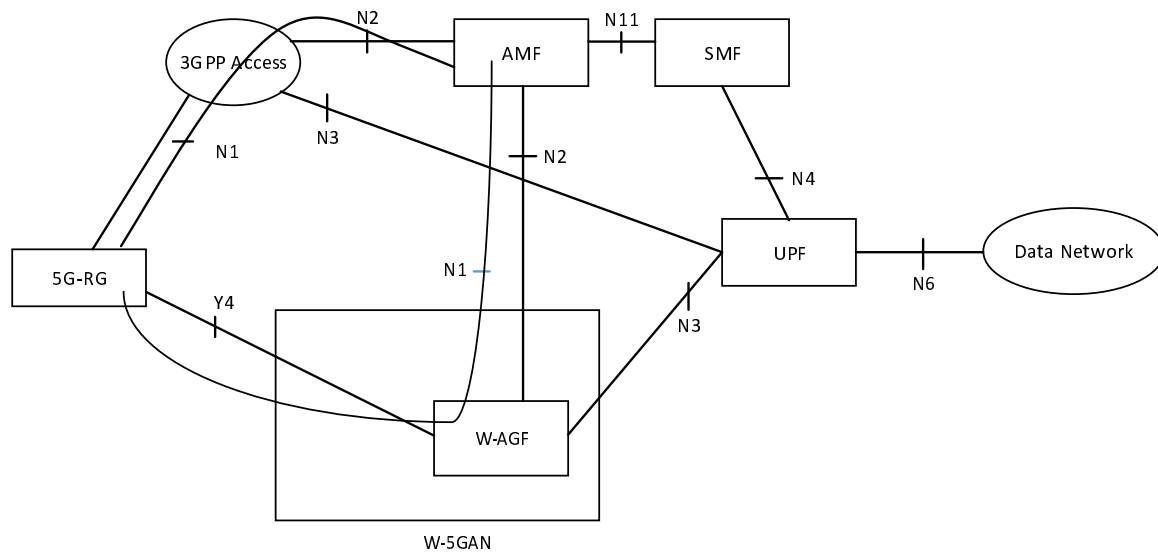 N2
N11
3GPP Access
AMF
SMF
N3
N1
N2
N4
5G-RG
N1
UPF
Data Network
N6
Y4
N3
W-AGF
W-5GAN